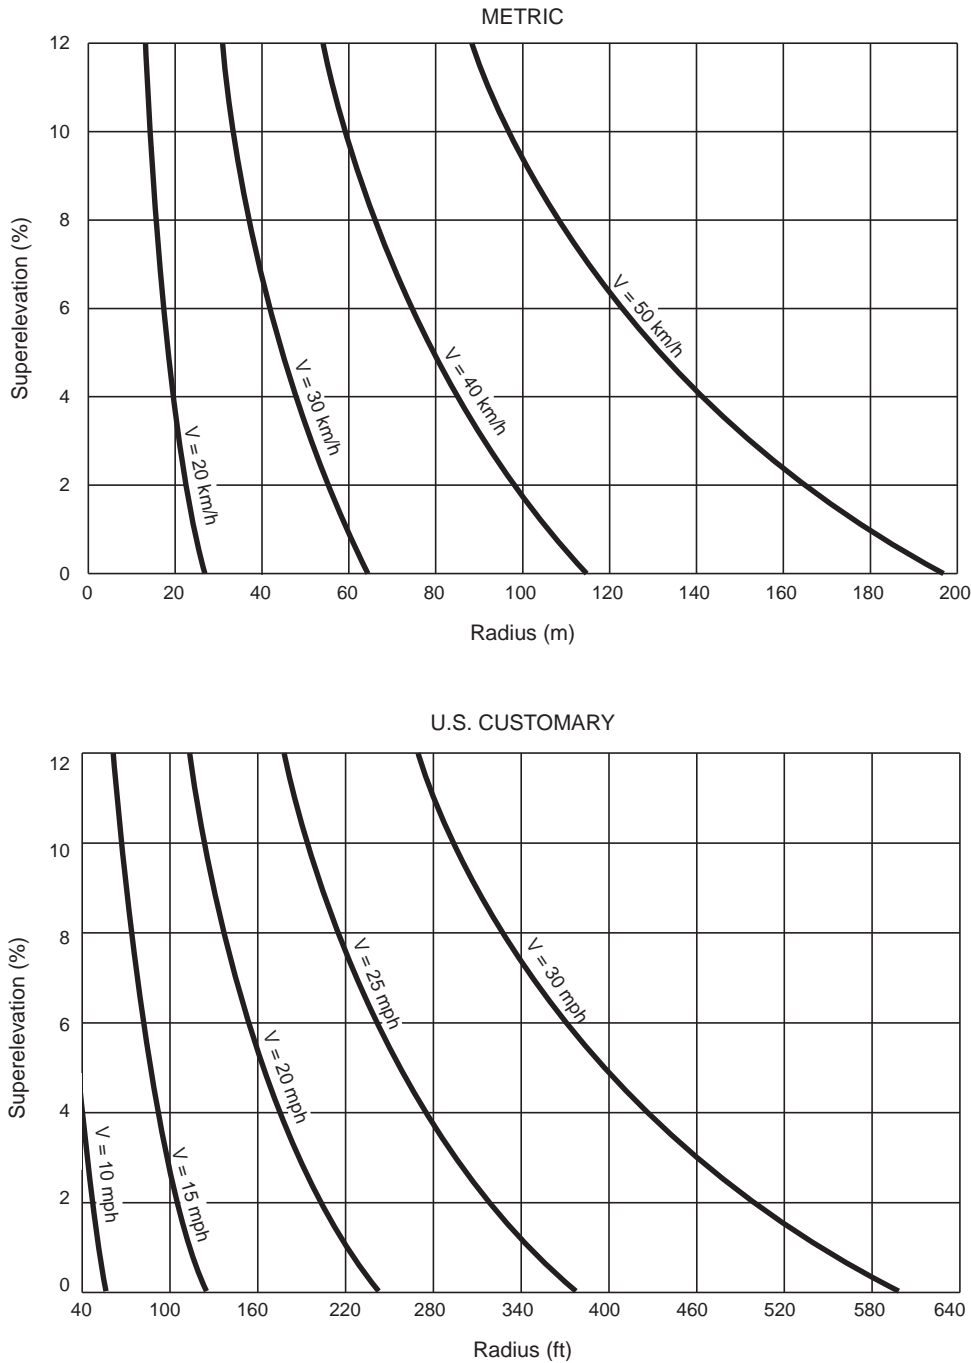 METRIC
12
10
8
6
4
2
0
Superelevation (%)
V = 20 km/h
V = 30 km/h
V = 40 km/h
V = 50 km/h
0 20 40 60 80 100 120 140 160 180 200
Radius (m)
U.S. CUSTOMARY
12
10
8
6
4
2
0
Superelevation (%)
V = 10 mph
V = 15 mph
V = 20 mph
V = 25 mph
V = 30 mph
40 100 160 220 280 340 400 460 520 580 640
Radius (ft)